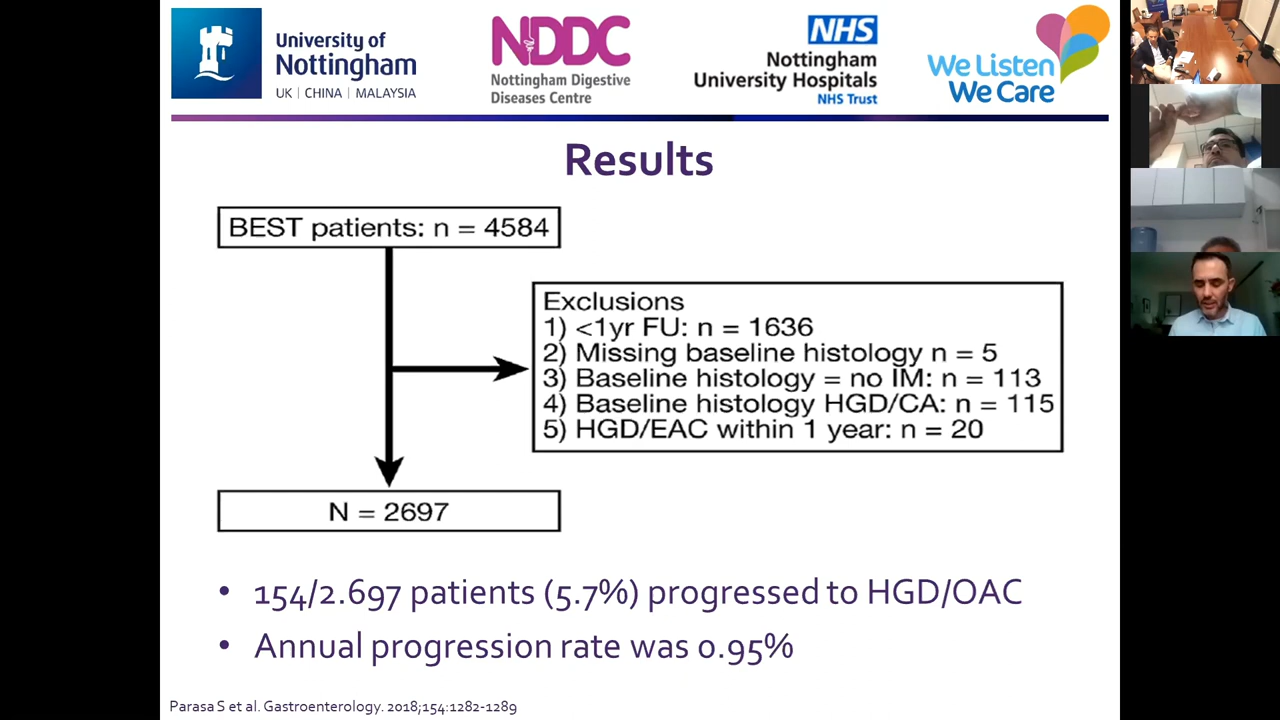 University of
Nottingham
UK | CHINA | MALAYSIA
NDDC
Nottingham Digestive
Diseases Centre
NHS
Nottingham
University Hospitals
NHS Trust
We Listen
We Care
Results
BEST patients: n = 4584
Exclusions
1) <1yr FU: n = 1636
2) Missing baseline histology n = 5
3) Baseline histology = no IM: n = 113
4) Baseline histology HGD/CA: n = 115
5) HGD/EAC within 1 year: n = 20
N = 2697
• 154/2.697 patients (5.7%) progressed to HGD/OAC
• Annual progression rate was 0.95%
Parasa S et al. Gastroenterology. 2018;154:1282-1289